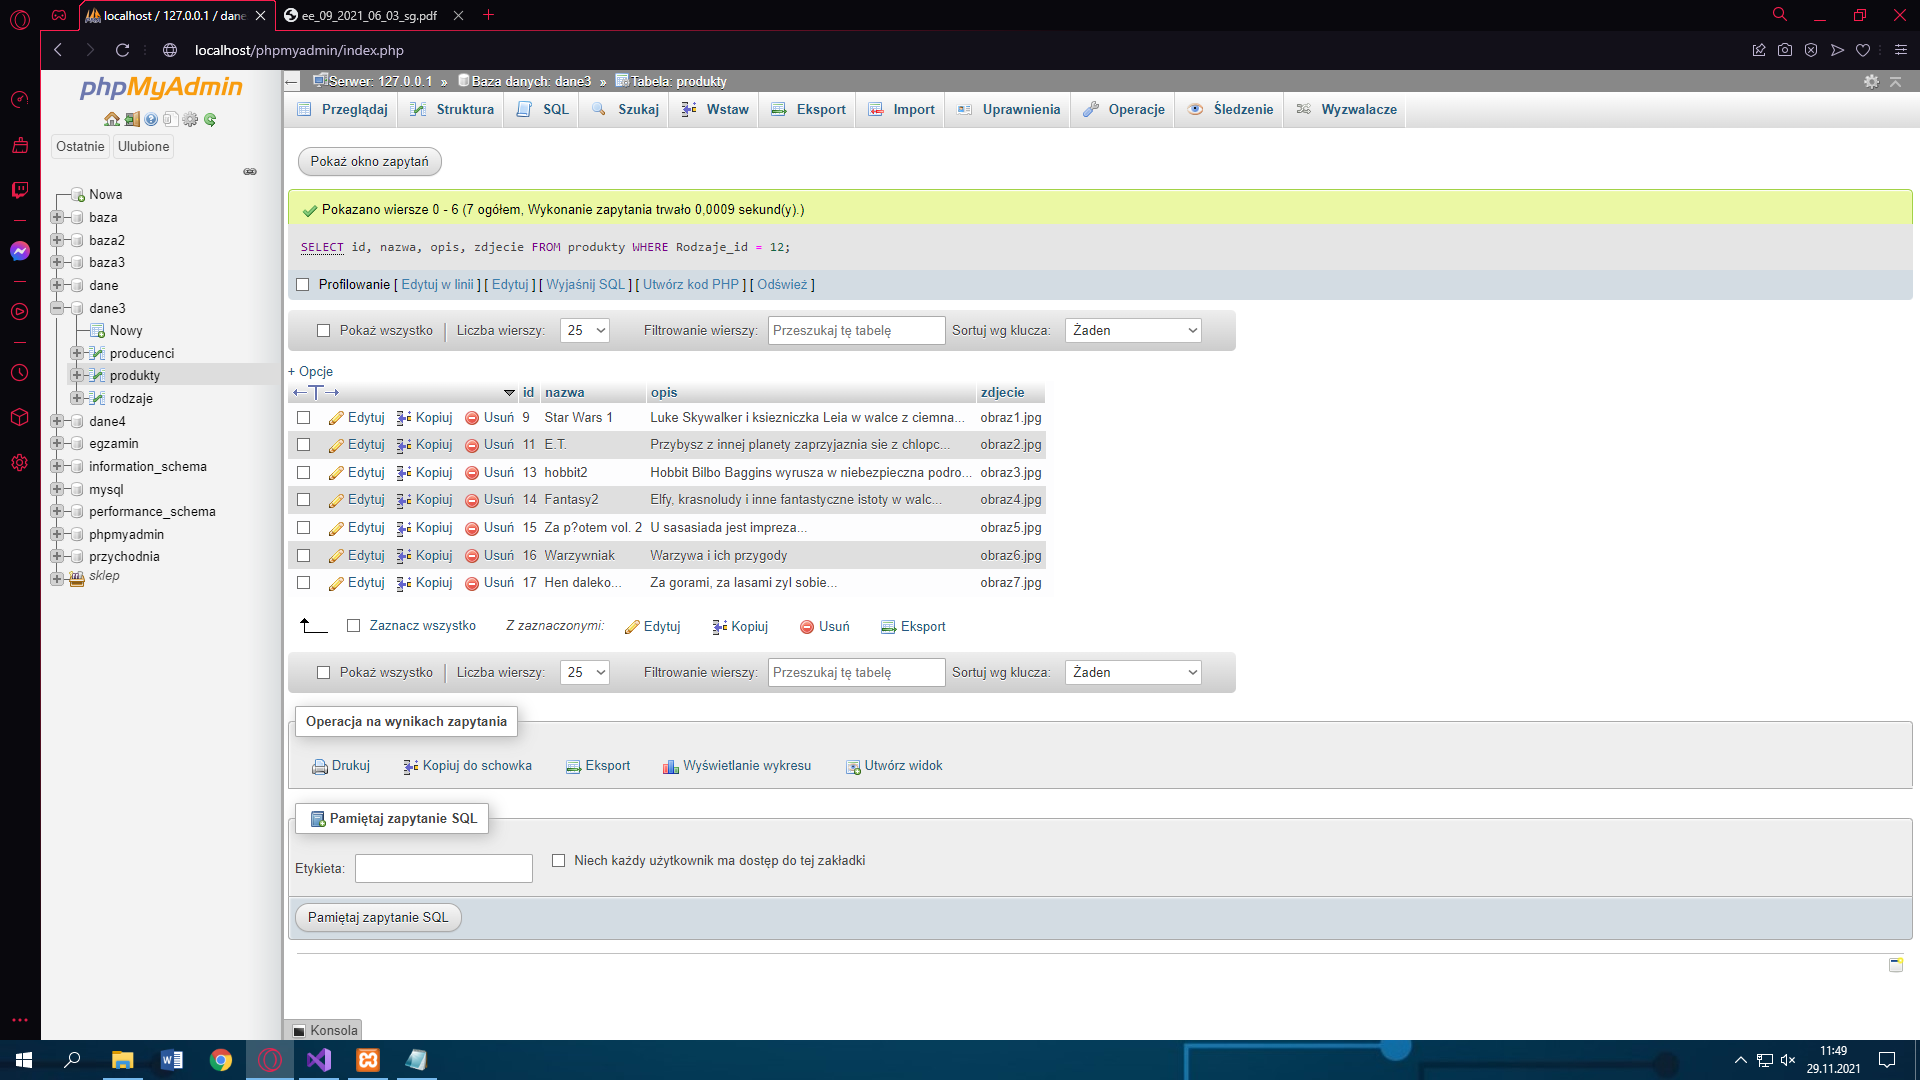 localhost / 127.0.0.1 / dane
ee_09_2021_06_03_sg.pdf
localhost/phpmyadmin/index.php
phpMyAdmin
Ostatnie
Ulubione
Nowa
baza
baza2
baza3
dane
dane3
Nowy
producenci
produkty
rodzaje
dane4
egzamin
information_schema
mysql
performance_schema
phpmyadmin
przychodnia
sklep
Serwer: 127.0.0.1 » Baza danych: dane3 » Tabela: produkty
Przeglądaj Struktura SQL Szukaj Wstaw Eksport Import Uprawnienia Operacje Śledzenie Wyzwalacze
Pokaż okno zapytań
Pokazano wiersze 0 - 6 (7 ogółem, Wykonanie zapytania trwało 0,0009 sekund(y).)
SELECT id, nazwa, opis, zdjecie FROM produkty WHERE Rodzaje_id = 12;
Profilowanie [ Edytuj w linii ] [ Edytuj ] [ Wyjaśnij SQL ] [ Utwórz kod PHP ] [ Odśwież ]
Pokaż wszystko Liczba wierszy: 25 Filtrowanie wierszy: Przeszukaj tę tabelę Sortuj wg klucza: Żaden
+ Opcje
id nazwa opis zdjecie
Edytuj Kopiuj Usuń 9 Star Wars 1 Luke Skywalker i ksiezniczka Leia w walce z ciemna... obraz1.jpg
Edytuj Kopiuj Usuń 11 E.T. Przybysz z innej planety zaprzyjaznia sie z chlopc... obraz2.jpg
Edytuj Kopiuj Usuń 13 hobbit2 Hobbit Bilbo Baggins wyrusza w niebezpieczna podro... obraz3.jpg
Edytuj Kopiuj Usuń 14 Fantasy2 Elfy, krasnoludy i inne fantastyczne istoty w walc... obraz4.jpg
Edytuj Kopiuj Usuń 15 Za p?otem vol. 2 U sasasiada jest impreza... obraz5.jpg
Edytuj Kopiuj Usuń 16 Warzywniak Warzywa i ich przygody obraz6.jpg
Edytuj Kopiuj Usuń 17 Hen daleko... Za gorami, za lasami zyl sobie... obraz7.jpg
Zaznacz wszystko Z zaznaczonymi: Edytuj Kopiuj Usuń Eksport
Pokaż wszystko Liczba wierszy: 25 Filtrowanie wierszy: Przeszukaj tę tabelę Sortuj wg klucza: Żaden
Operacja na wynikach zapytania
Drukuj Kopiuj do schowka Eksport Wyświetlanie wykresu Utwórz widok
Pamiętaj zapytanie SQL
Etykieta:
Niech każdy użytkownik ma dostęp do tej zakładki
Pamiętaj zapytanie SQL
Konsola
11:49
29.11.2021